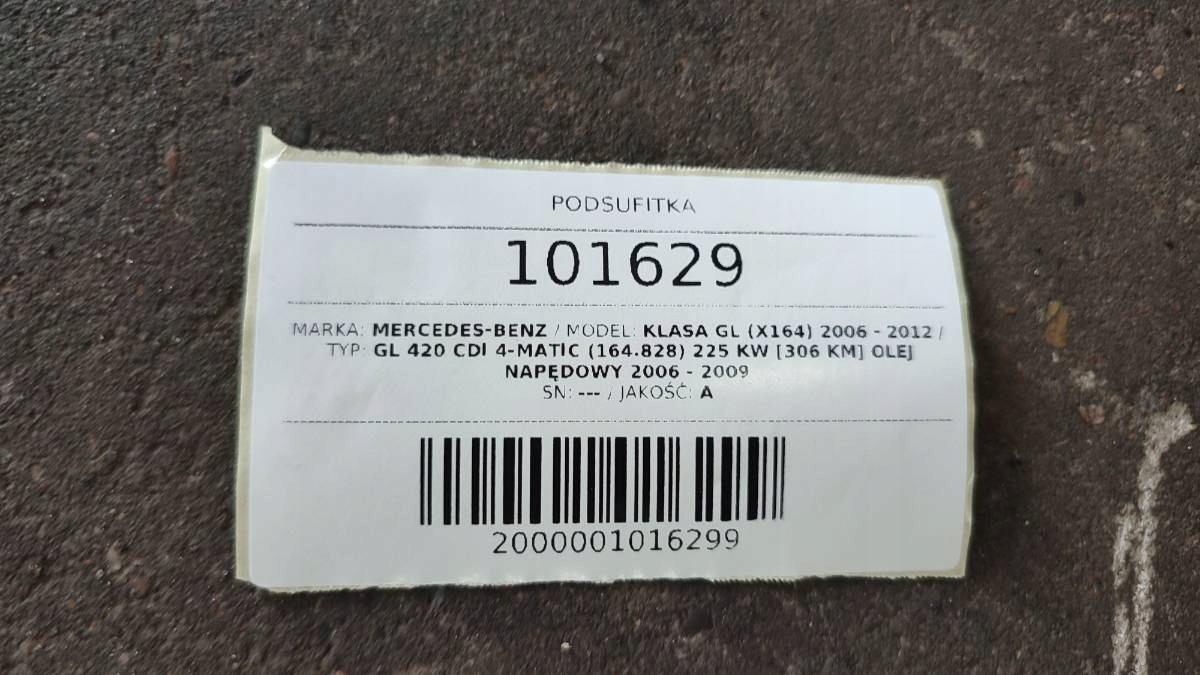 PODSUFITKA
101629
MARKA: MERCEDES-BENZ / MODEL: KLASA GL (X164) 2006 - 2012 /
TYP: GL 420 CDI 4-MATIC (164.828) 225 KW [306 KM] OLEJ
NAPĘDOWY 2006 - 2009
SN: --- / JAKOŚĆ: A
2000001016299